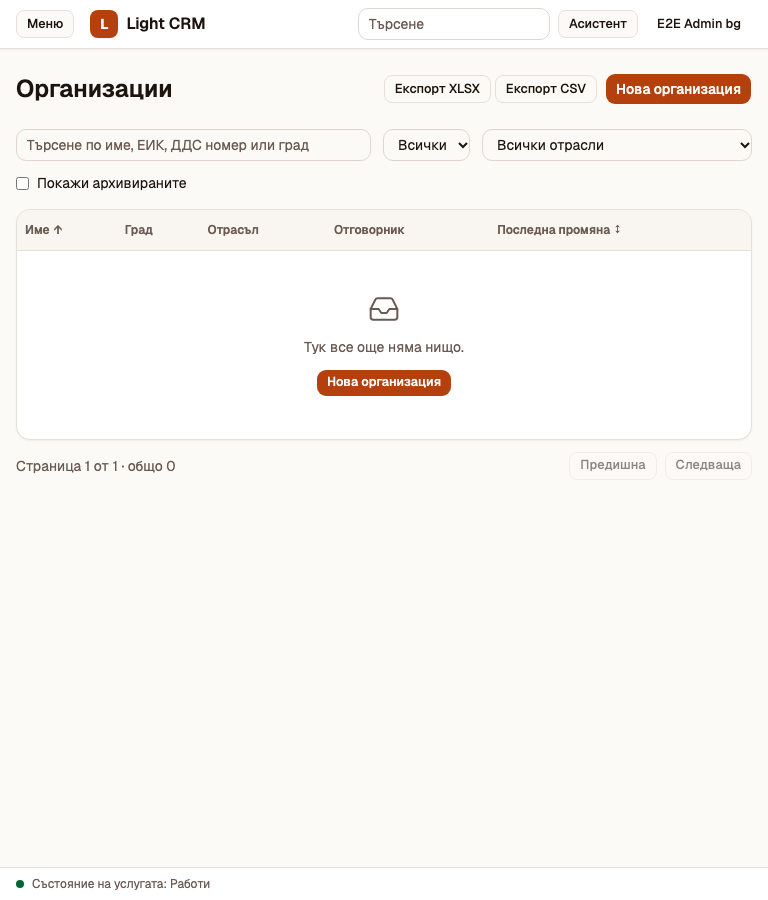 Меню L Light CRM Търсене Асистент E2E Admin bg
Организации Експорт XLSX Експорт CSV Нова организация
Търсене по име, ЕИК, ДДС номер или град Всички Всички отрасли
Покажи архивираните
Име ↑ Град Отрасъл Отговорник Последна промяна ↕
Тук все още няма нищо.
Нова организация
Страница 1 от 1 · общо 0 Предишна Следваща
Състояние на услугата: Работи